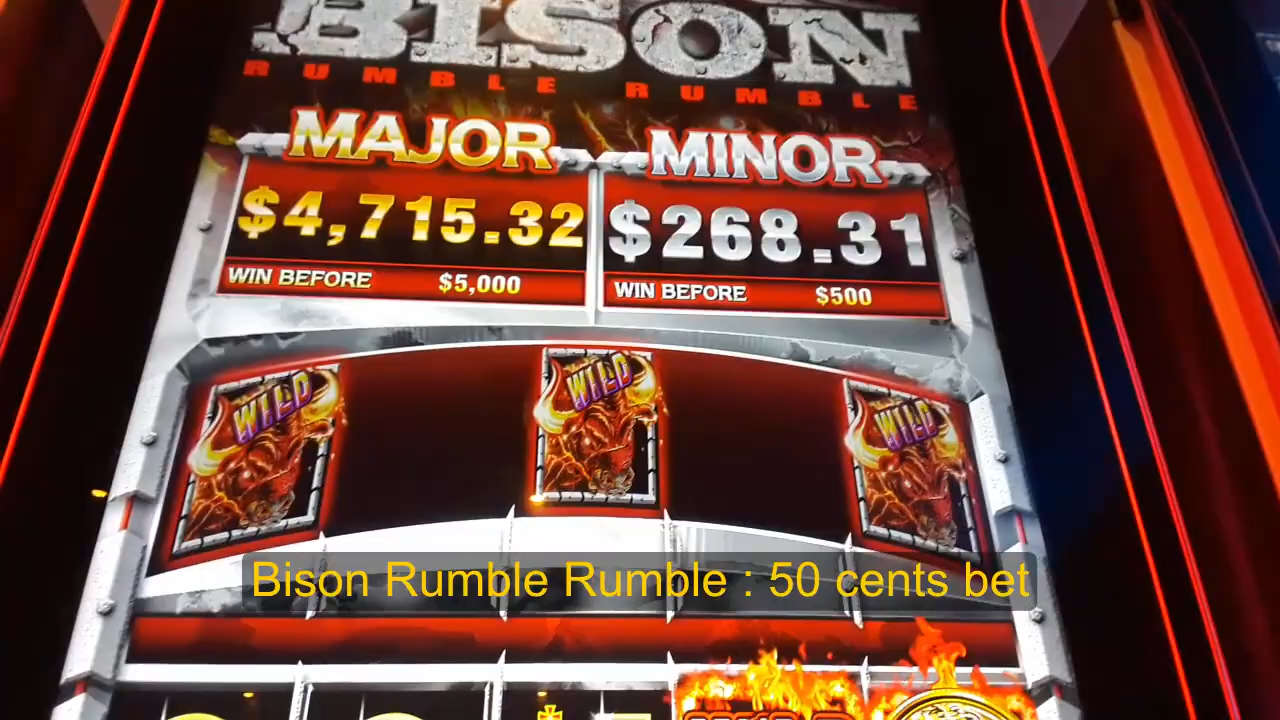 BISON
RUMBLE RUMBLE
MAJOR
MINOR
$4,715.32
$268.31
WIN BEFORE $5,000
WIN BEFORE $500
WILD
WILD
WILD
Bison Rumble Rumble : 50 cents bet